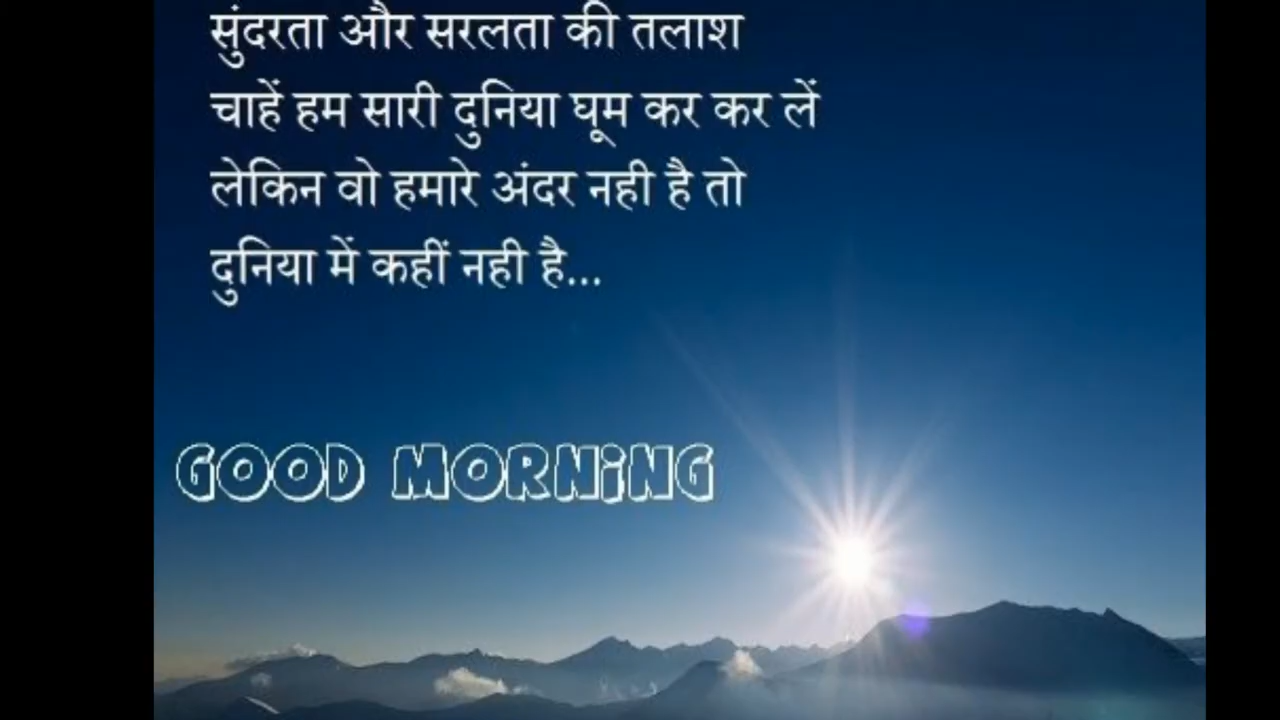 सुंदरता और सरलता की तलाश
चाहें हम सारी दुनिया घूम कर कर लें
लेकिन वो हमारे अंदर नही है तो
दुनिया में कहीं नही है...
GOOD MORNiNG